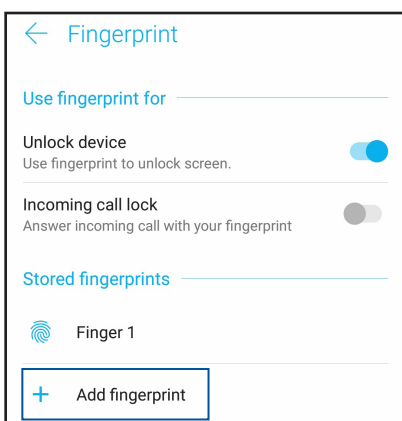 Fingerprint
Use fingerprint for
Unlock device
Use fingerprint to unlock screen.
Incoming call lock
Answer incoming call with your fingerprint
Stored fingerprints
Finger 1
Add fingerprint